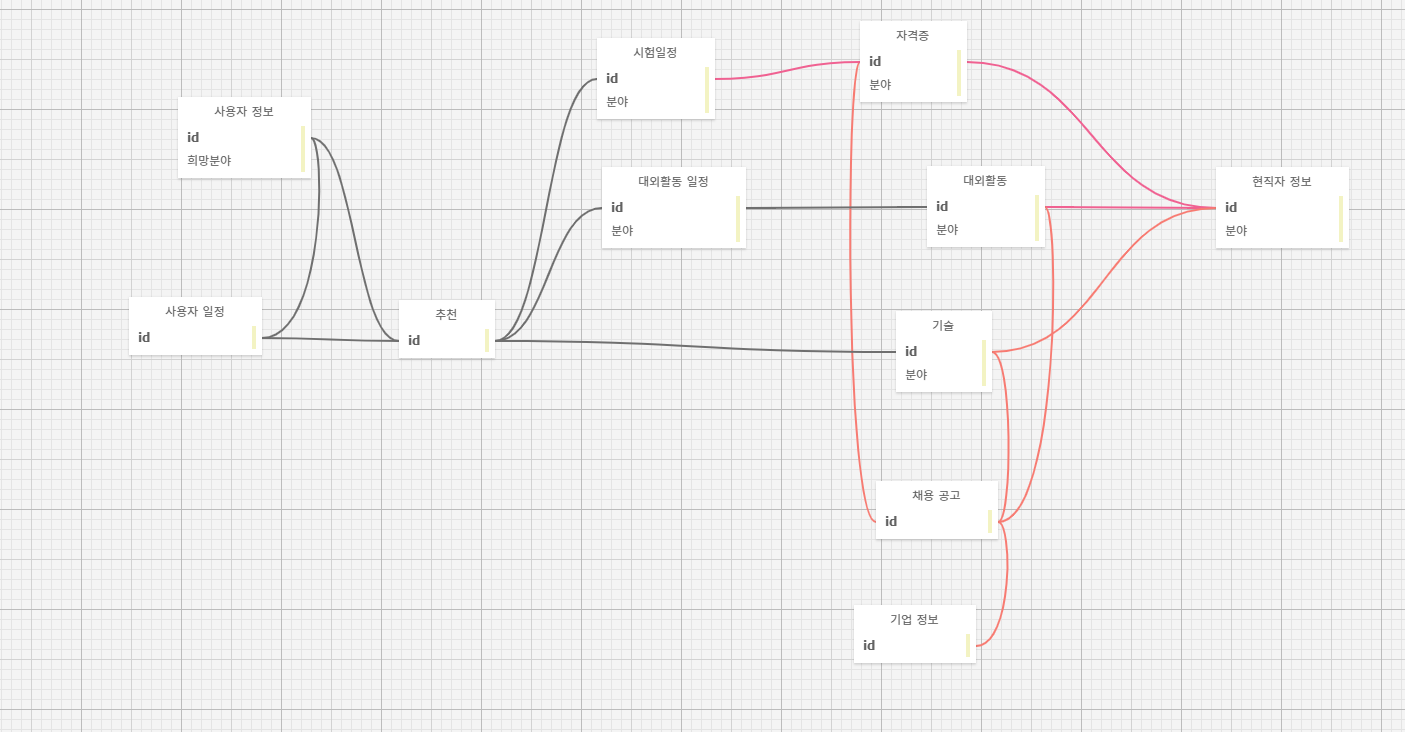 자격증
id
분야
시험일정
id
분야
사용자 정보
id
희망분야
대외활동 일정
id
분야
대외활동
id
분야
현직자 정보
id
분야
사용자 일정
id
추천
id
기술
id
분야
채용 공고
id
기업 정보
id